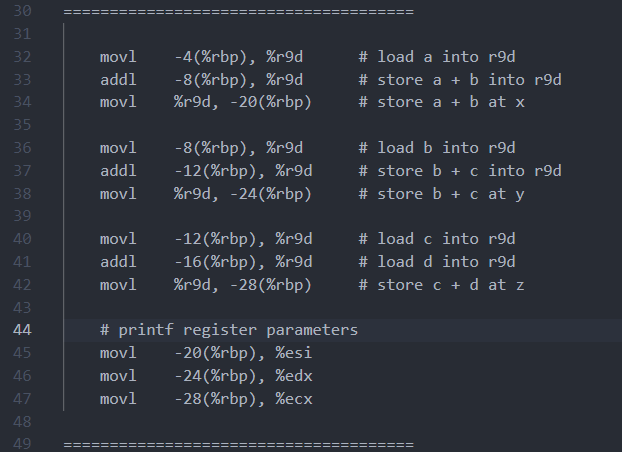 30 ======================================
31
32 movl -4(%rbp), %r9d # load a into r9d
33 addl -8(%rbp), %r9d # store a + b into r9d
34 movl %r9d, -20(%rbp) # store a + b at x
35
36 movl -8(%rbp), %r9d # load b into r9d
37 addl -12(%rbp), %r9d # store b + c into r9d
38 movl %r9d, -24(%rbp) # store b + c at y
39
40 movl -12(%rbp), %r9d # load c into r9d
41 addl -16(%rbp), %r9d # load d into r9d
42 movl %r9d, -28(%rbp) # store c + d at z
43
44 # printf register parameters
45 movl -20(%rbp), %esi
46 movl -24(%rbp), %edx
47 movl -28(%rbp), %ecx
48
49 ======================================